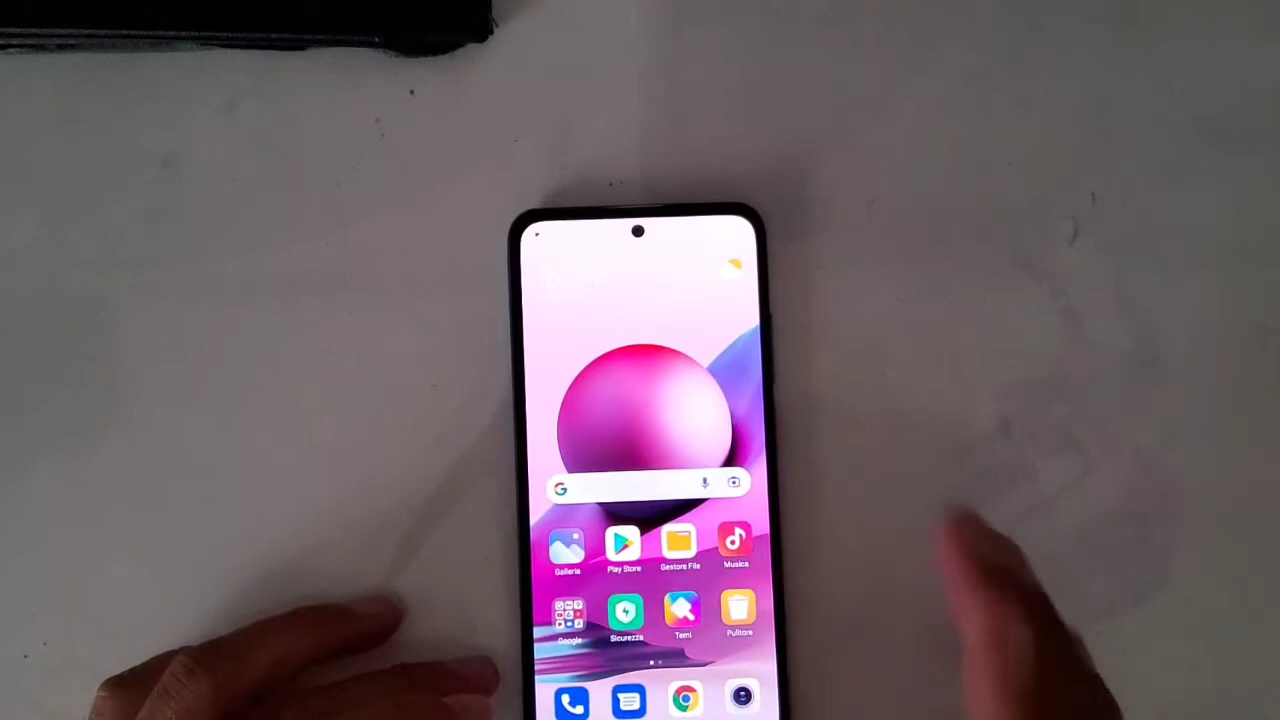 Galleria
Play Store
Gestore File
Musica
Google
Sicurezza
Temi
Pulitore